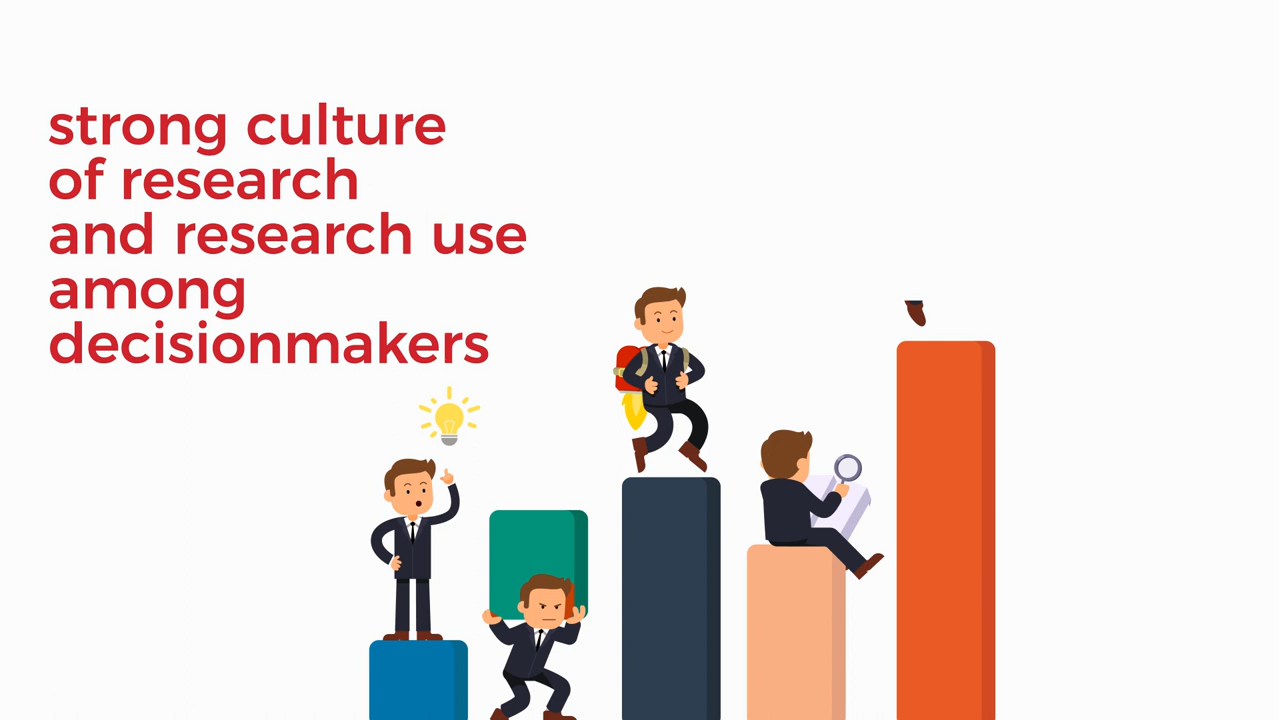 strong culture
of research
and research use
among
decisionmakers